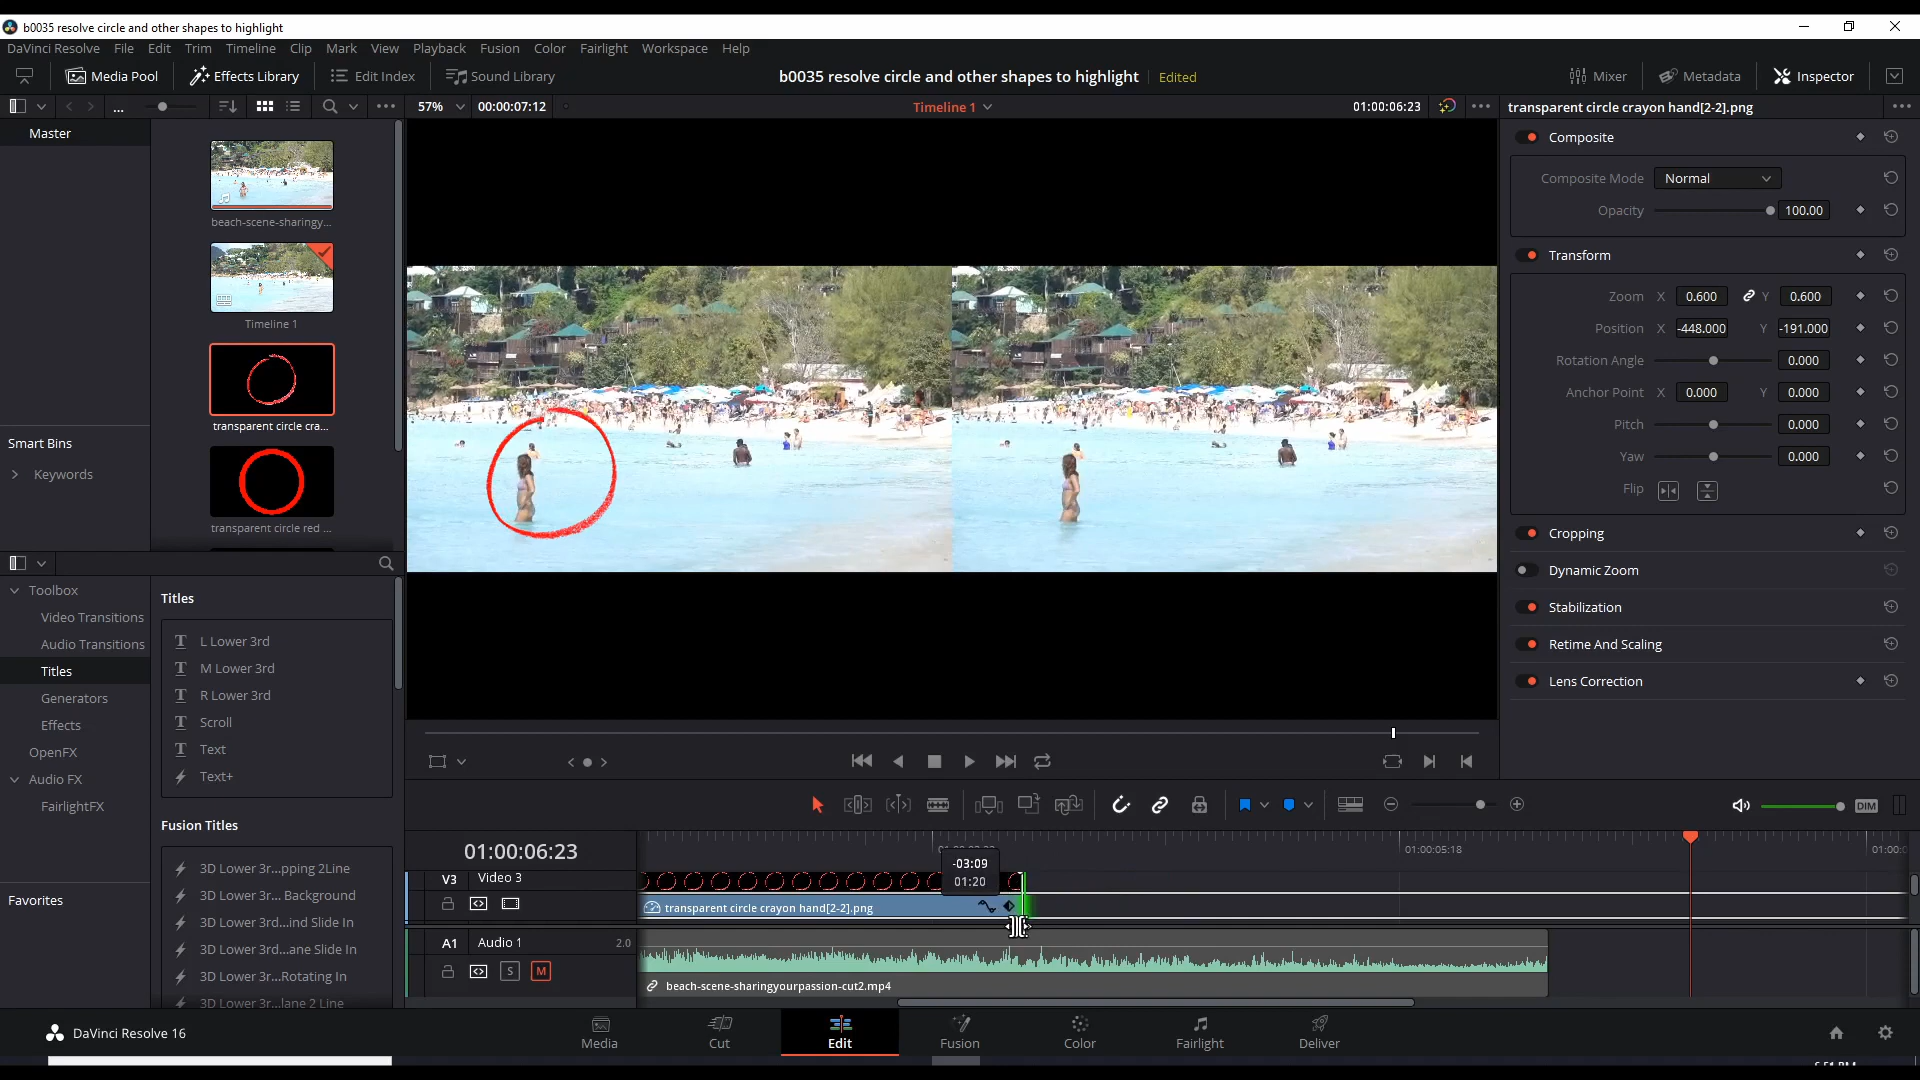 b0035 resolve circle and other shapes to highlight
DaVinci Resolve File Edit Trim Timeline Clip Mark View Playback Fusion Color Fairlight Workspace Help
Media Pool Effects Library Edit Index Sound Library b0035 resolve circle and other shapes to highlight Edited Mixer Metadata Inspector
... 57% 00:00:07:12 Timeline 1 01:00:06:23 transparent circle crayon hand[2-2].png
Master
beach-scene-sharingy...
Timeline 1
transparent circle cra...
transparent circle red ...
Smart Bins
Keywords
Composite
Composite Mode Normal
Opacity 100.00
Transform
Zoom X 0.600 Y 0.600
Position X -448.000 Y -191.000
Rotation Angle 0.000
Anchor Point X 0.000 Y 0.000
Pitch 0.000
Yaw 0.000
Flip
Cropping
Dynamic Zoom
Stabilization
Retime And Scaling
Lens Correction
Toolbox
Video Transitions
Audio Transitions
Titles
Generators
Effects
OpenFX
Audio FX
FairlightFX
Favorites
Titles
L Lower 3rd
M Lower 3rd
R Lower 3rd
Scroll
Text
Text+
Fusion Titles
3D Lower 3r...pping 2Line
3D Lower 3r... Background
3D Lower 3rd...ind Slide In
3D Lower 3rd...ane Slide In
3D Lower 3r...Rotating In
3D Lower 3r...lane 2 Line
DIM
01:00:06:23
01:00:05:18
-03:09
01:20
V3 Video 3
transparent circle crayon hand[2-2].png
A1 Audio 1 2.0
S M
beach-scene-sharingyourpassion-cut2.mp4
DaVinci Resolve 16
Media Cut Edit Fusion Color Fairlight Deliver